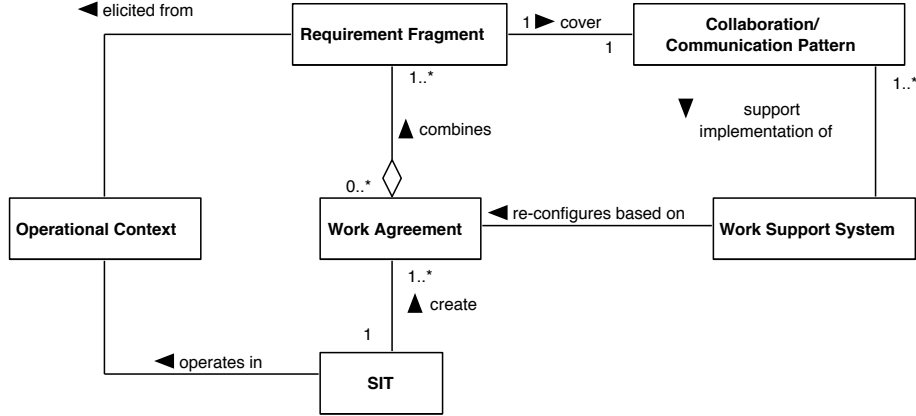 elicited from
Requirement Fragment
1
cover
1
Collaboration/
Communication Pattern
1..*
1..*
support
implementation of
combines
0..*
Operational Context
Work Agreement
re-configures based on
Work Support System
1..*
create
1
operates in
SIT